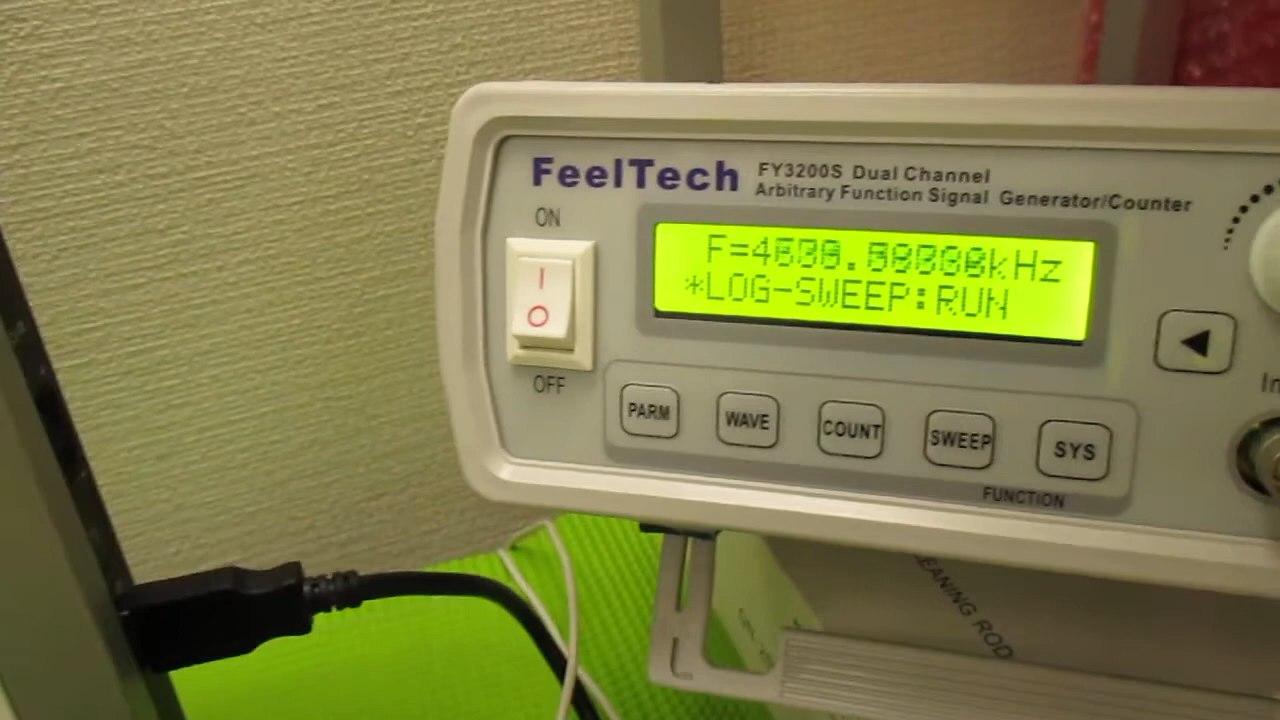 FeelTech
FY3200S Dual Channel
Arbitrary Function Signal Generator/Counter
ON
I
O
OFF
*LOG-SWEEP:RUN
PARM
WAVE
COUNT
SWEEP
SYS
FUNCTION